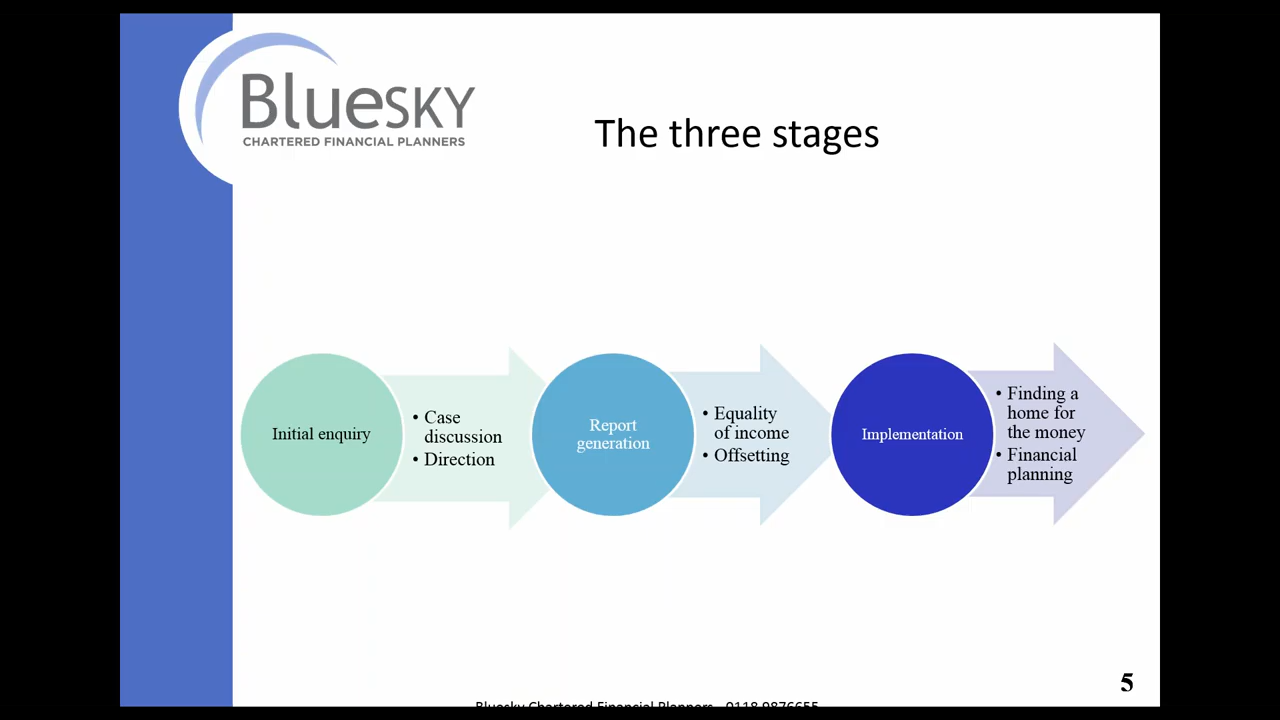 BlueSKY
CHARTERED FINANCIAL PLANNERS
The three stages
Initial enquiry
• Case
discussion
• Direction
Report
generation
• Equality
of income
• Offsetting
Implementation
• Finding a
home for
the money
• Financial
planning
5
Bluesky Chartered Financial Planners - 0118 9876655